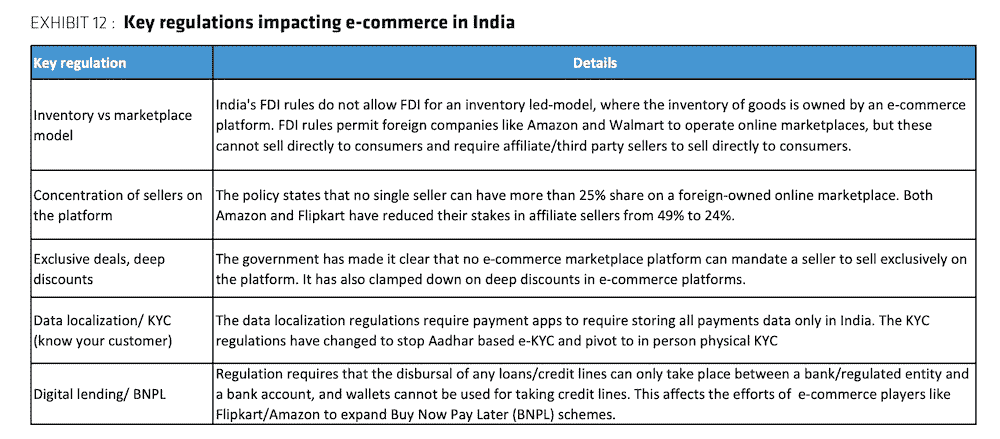 EXHIBIT 12 : Key regulations impacting e-commerce in India
Key regulation
Details
Inventory vs marketplace
model
India's FDI rules do not allow FDI for an inventory led-model, where the inventory of goods is owned by an e-commerce
platform. FDI rules permit foreign companies like Amazon and Walmart to operate online marketplaces, but these
cannot sell directly to consumers and require affiliate/third party sellers to sell directly to consumers.
Concentration of sellers on
the platform
The policy states that no single seller can have more than 25% share on a foreign-owned online marketplace. Both
Amazon and Flipkart have reduced their stakes in affiliate sellers from 49% to 24%.
Exclusive deals, deep
discounts
The government has made it clear that no e-commerce marketplace platform can mandate a seller to sell exclusively on
the platform. It has also clamped down on deep discounts in e-commerce platforms.
Data localization/ KYC
(know your customer)
The data localization regulations require payment apps to require storing all payments data only in India. The KYC
regulations have changed to stop Aadhar based e-KYC and pivot to in person physical KYC
Digital lending/ BNPL
Regulation requires that the disbursal of any loans/credit lines can only take place between a bank/regulated entity and
a bank account, and wallets cannot be used for taking credit lines. This affects the efforts of e-commerce players like
Flipkart/Amazon to expand Buy Now Pay Later (BNPL) schemes.